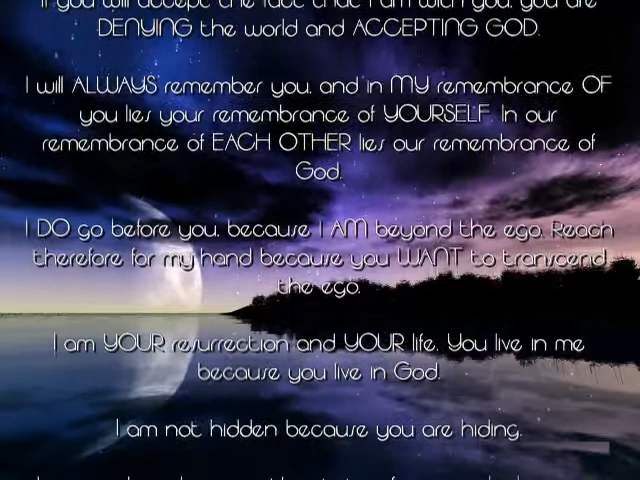 If you will accept the fact that I am with you, you are
DENYING the world and ACCEPTING GOD.
I will ALWAYS remember you, and in MY remembrance OF
you lies your remembrance of YOURSELF. In our
remembrance of EACH OTHER lies our remembrance of
God.
I DO go before you, because I AM beyond the ego. Reach
therefore for my hand because you WANT to transcend
the ego.
I am YOUR resurrection and YOUR life. You live in me
because you live in God.
I am not hidden because you are hiding.